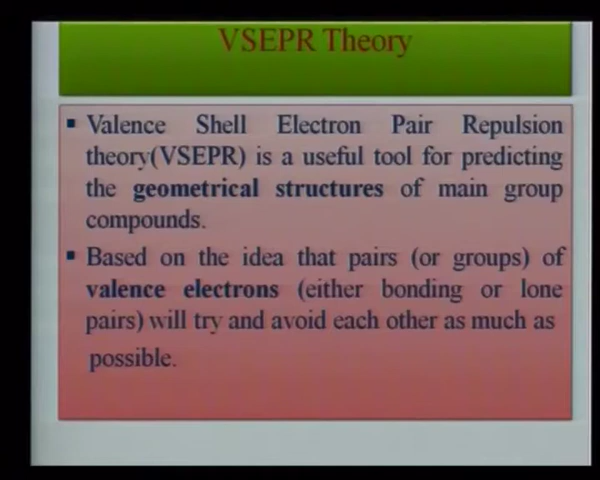 VSEPR Theory
▪ Valence Shell Electron Pair Repulsion
theory(VSEPR) is a useful tool for predicting
the geometrical structures of main group
compounds.
▪ Based on the idea that pairs (or groups) of
valence electrons (either bonding or lone
pairs) will try and avoid each other as much as
possible.